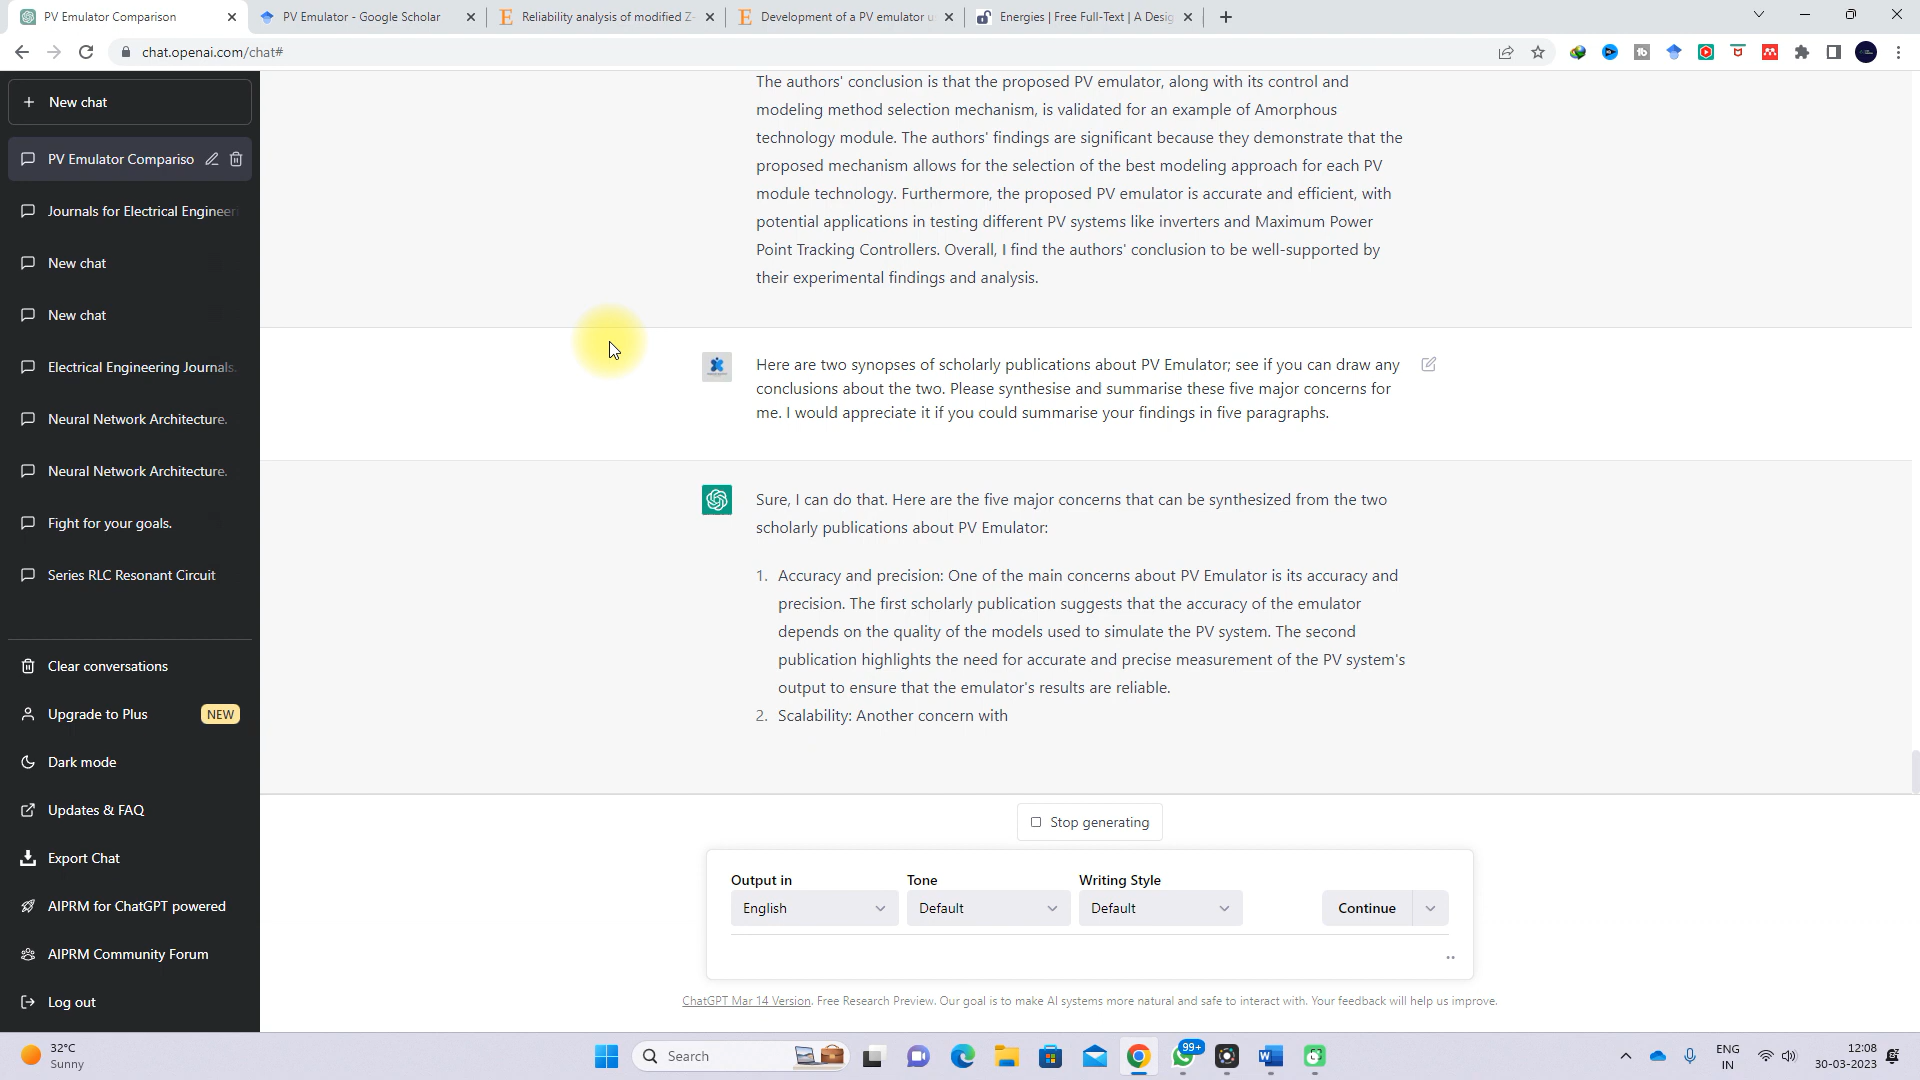 PV Emulator Comparison
PV Emulator - Google Scholar
Reliability analysis of modified Z-
Development of a PV emulator u
Energies | Free Full-Text | A Desig
chat.openai.com/chat#
New chat
PV Emulator Compariso
Journals for Electrical Engineeri
New chat
New chat
Electrical Engineering Journals.
Neural Network Architecture.
Neural Network Architecture.
Fight for your goals.
Series RLC Resonant Circuit
Clear conversations
Upgrade to Plus NEW
Dark mode
Updates & FAQ
Export Chat
AIPRM for ChatGPT powered
AIPRM Community Forum
Log out
The authors' conclusion is that the proposed PV emulator, along with its control and
modeling method selection mechanism, is validated for an example of Amorphous
technology module. The authors' findings are significant because they demonstrate that the
proposed mechanism allows for the selection of the best modeling approach for each PV
module technology. Furthermore, the proposed PV emulator is accurate and efficient, with
potential applications in testing different PV systems like inverters and Maximum Power
Point Tracking Controllers. Overall, I find the authors' conclusion to be well-supported by
their experimental findings and analysis.
Here are two synopses of scholarly publications about PV Emulator; see if you can draw any
conclusions about the two. Please synthesise and summarise these five major concerns for
me. I would appreciate it if you could summarise your findings in five paragraphs.
Sure, I can do that. Here are the five major concerns that can be synthesized from the two
scholarly publications about PV Emulator:
1. Accuracy and precision: One of the main concerns about PV Emulator is its accuracy and
precision. The first scholarly publication suggests that the accuracy of the emulator
depends on the quality of the models used to simulate the PV system. The second
publication highlights the need for accurate and precise measurement of the PV system's
output to ensure that the emulator's results are reliable.
2. Scalability: Another concern with
Stop generating
Output in Tone Writing Style
English Default Default Continue
ChatGPT Mar 14 Version. Free Research Preview. Our goal is to make AI systems more natural and safe to interact with. Your feedback will help us improve.
32°C
Sunny
Search
99+
ENG
IN
12:08
30-03-2023